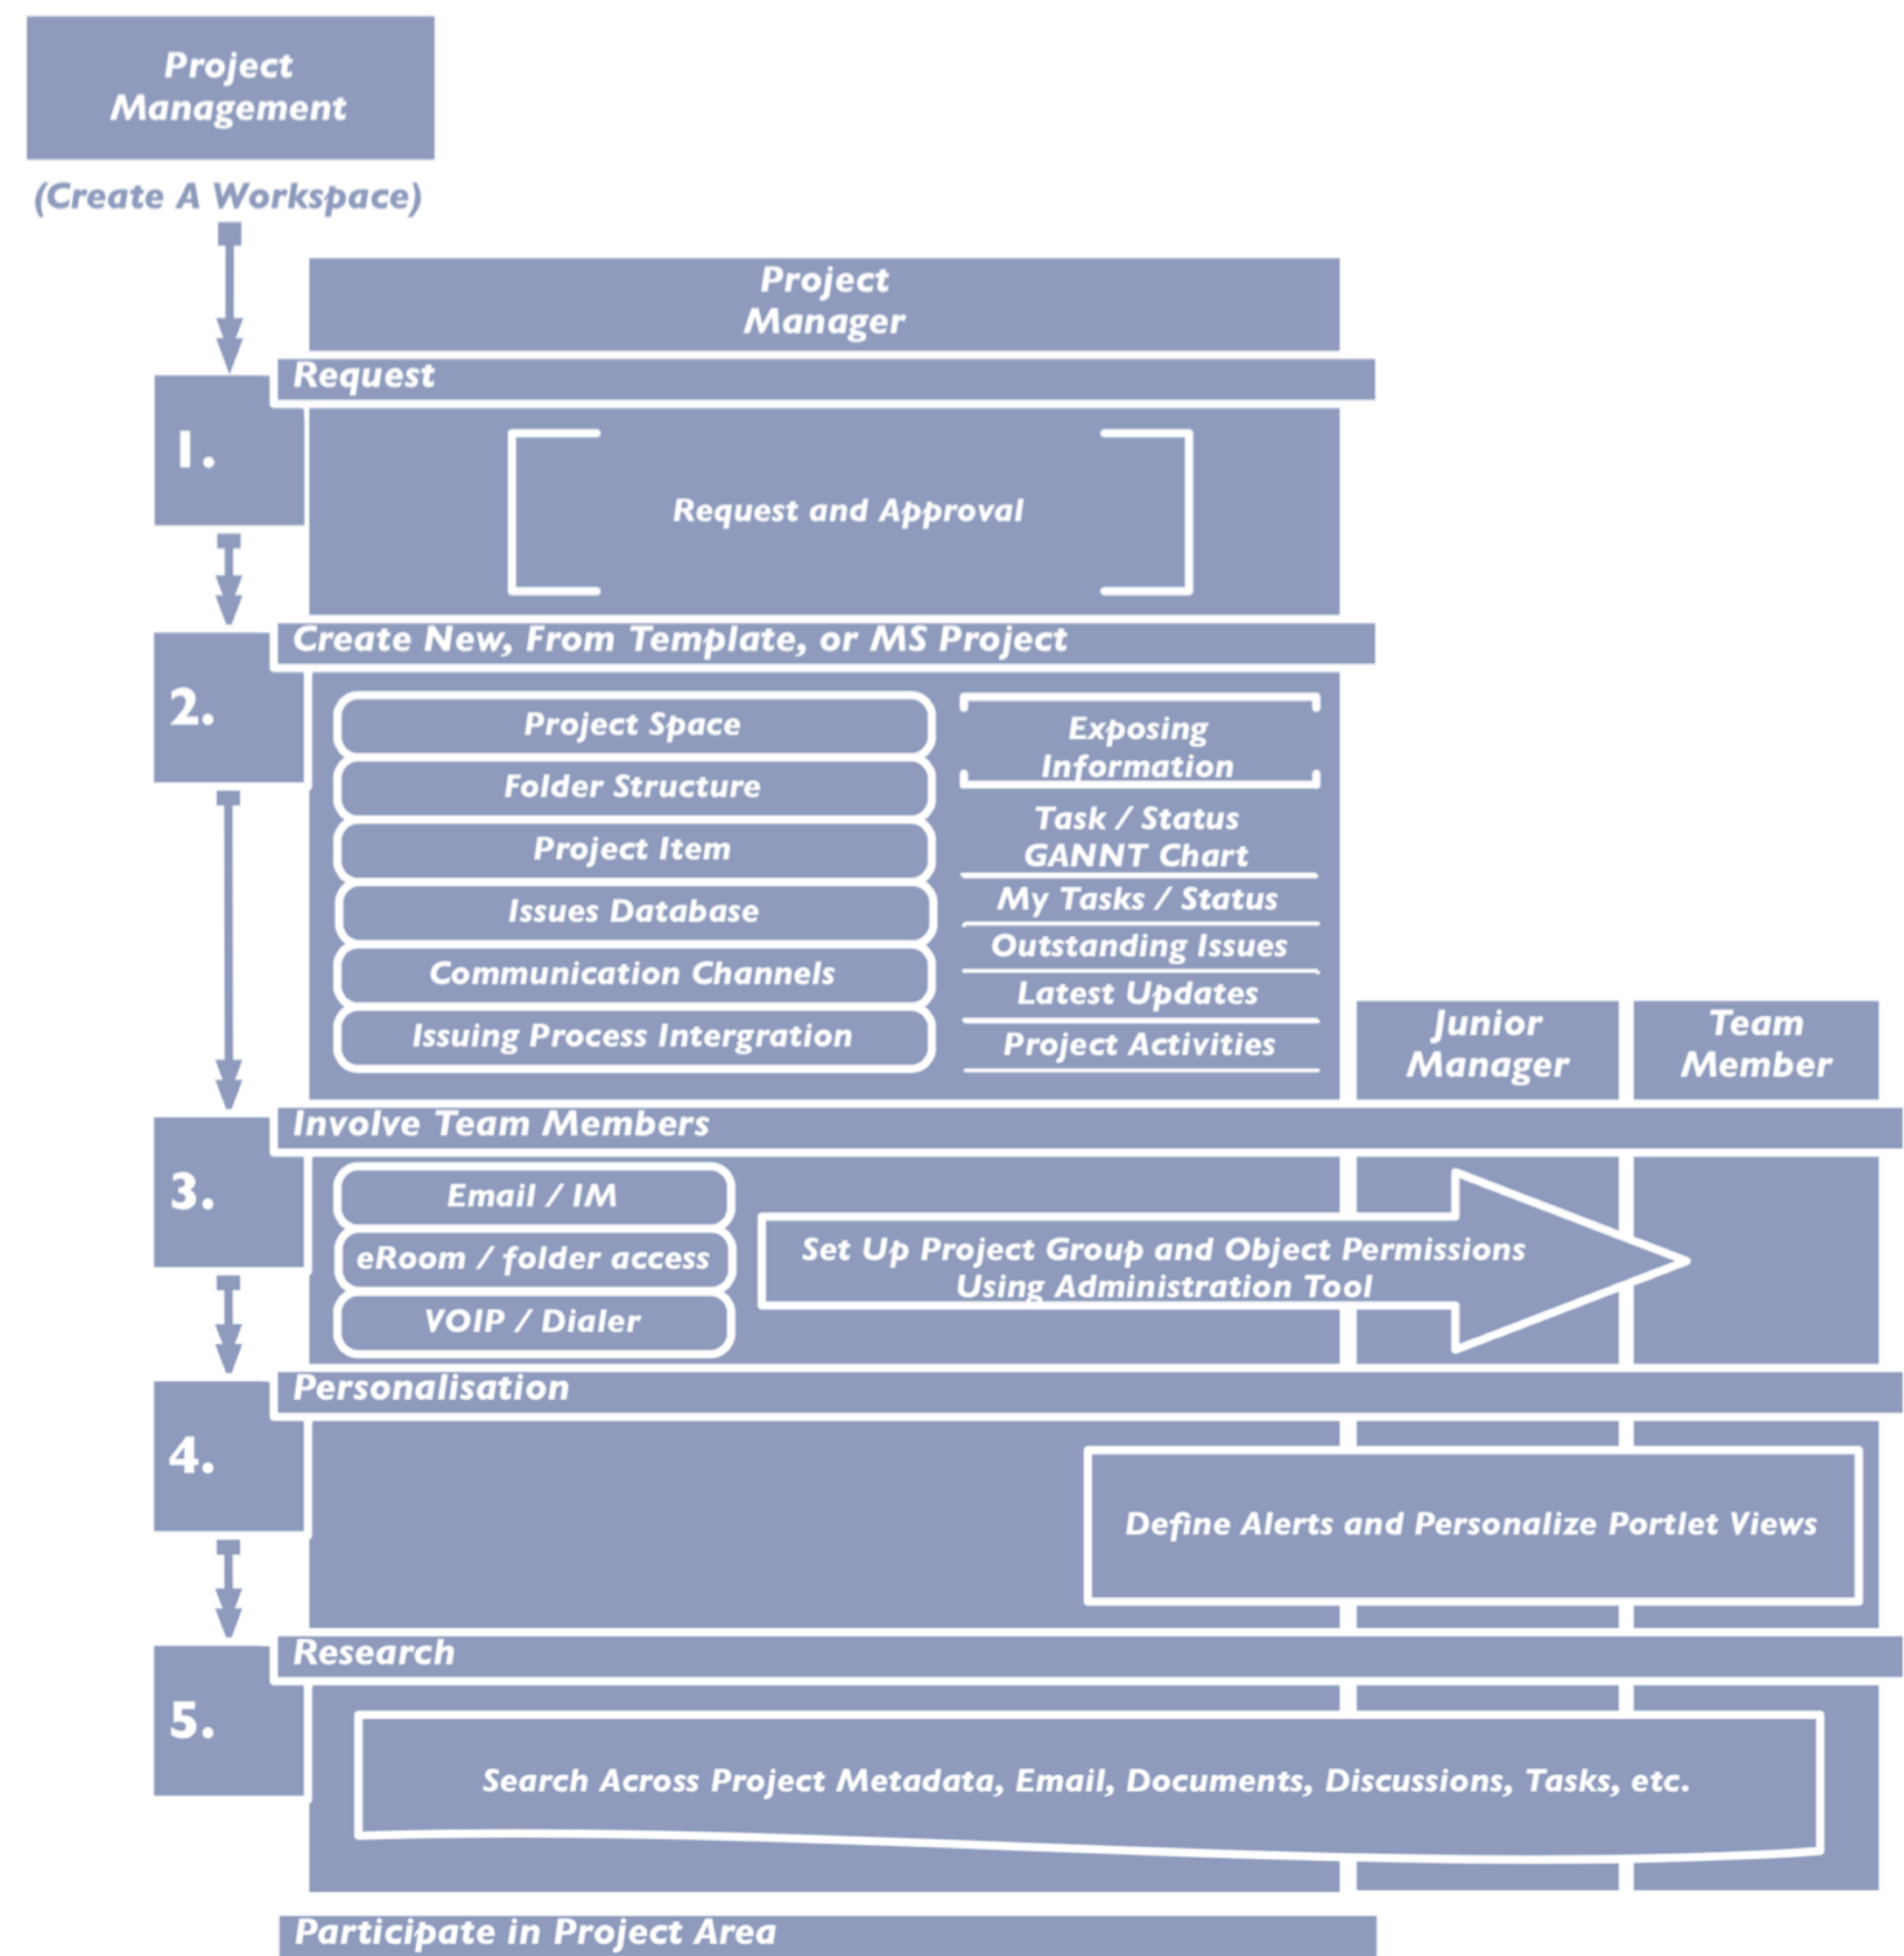 Project
Management
(Create A Workspace)
Project
Manager
Request
1.
Request and Approval
Create New, From Template, or MS Project
2.
Project Space
Folder Structure
Project Item
Issues Database
Communication Channels
Issuing Process Intergration
Exposing
Information
Task / Status
GANNT Chart
My Tasks / Status
Outstanding Issues
Latest Updates
Project Activities
Junior
Manager
Team
Member
Involve Team Members
3.
Email / IM
eRoom / folder access
VOIP / Dialer
Set Up Project Group and Object Permissions
Using Administration Tool
Personalisation
4.
Define Alerts and Personalize Portlet Views
Research
5.
Search Across Project Metadata, Email, Documents, Discussions, Tasks, etc.
Participate in Project Area